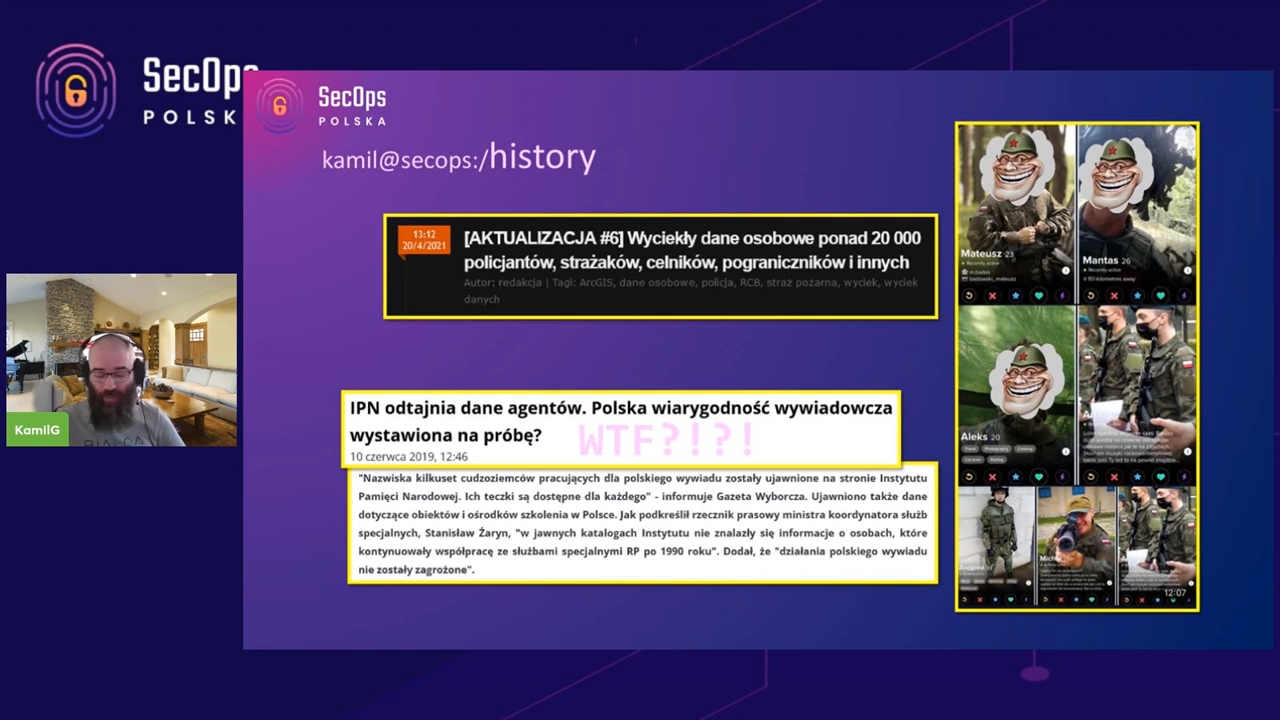 SecOps
POLSK
SecOps
POLSKA
kamil@secops:/history
13:12
20/4/2021
[AKTUALIZACJA #6] Wyciekły dane osobowe ponad 20 000
policjantów, strażaków, celników, pograniczników i innych
Autor: redakcja | Tagi: ArcGIS, dane osobowe, policja, RCB, straż pożarna, wyciek, wyciek
danych
IPN odtajnia dane agentów. Polska wiarygodność wywiadowcza
wystawiona na próbę?
WTF?!?!
10 czerwca 2019, 12:46
"Nazwiska kilkuset cudzoziemców pracujących dla polskiego wywiadu zostały ujawnione na stronie Instytutu
Pamięci Narodowej. Ich teczki są dostępne dla każdego" - informuje Gazeta Wyborcza. Ujawniono także dane
dotyczące obiektów i ośrodków szkolenia w Polsce. Jak podkreślił rzecznik prasowy ministra koordynatora służb
specjalnych, Stanisław Żaryn, "w jawnych katalogach Instytutu nie znalazły się informacje o osobach, które
kontynuowały współpracę ze służbami specjalnymi RP po 1990 roku". Dodał, że "działania polskiego wywiadu
nie zostały zagrożone".
Mateusz 23
Recently active
Mantas 26
Recently active
Aleks 20
12:07
KamilG